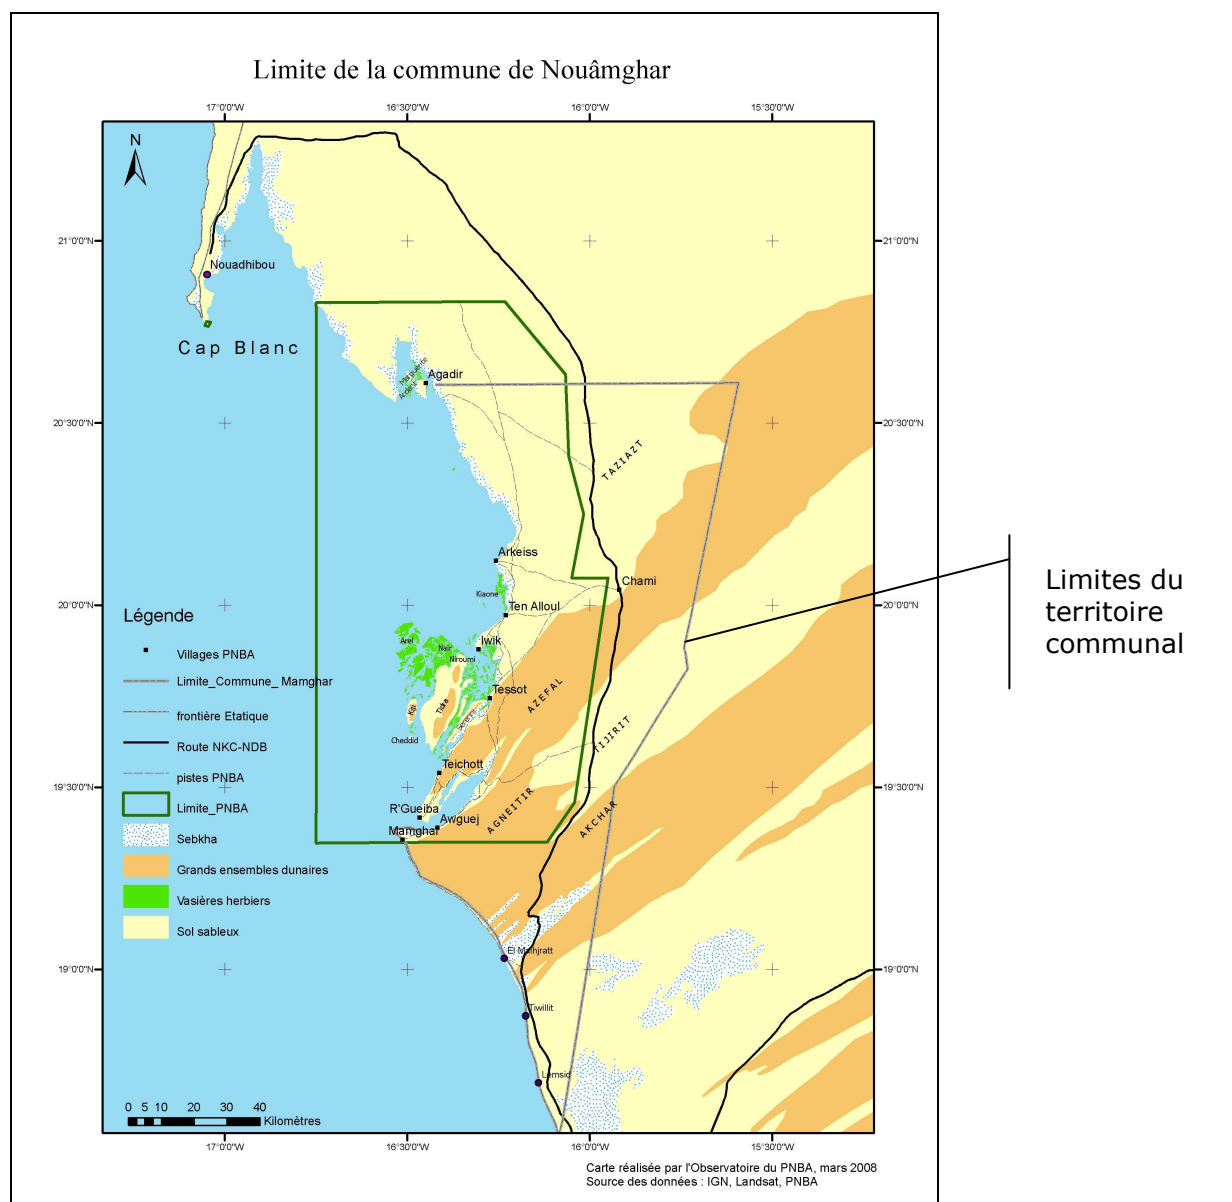 Limite de la commune de Nouâmghar
17°0'0"W
16°30'0"W
16°0'0"W
15°30'0"W
N
21°0'0"N
21°0'0"N
Nouadhibou
Cap Blanc
Agadir
20°30'0"N
20°30'0"N
TAZIAZT
Arkeiss
Chami
Kiaone
Ten Alloul
20°0'0"N
20°0'0"N
Limites du
territoire
communal
Légende
Arel
Nair
Iwik
Niroumi
Villages PNBA
Limite_Commune_ Mamghar
Tessot
AZEFAL
Kiji
Tidra
frontière Etatique
Cheddid
TIJIRIT
Route NKC-NDB
Teichott
pistes PNBA
19°30'0"N
19°30'0"N
Limite_PNBA
R'Gueiba
Awguej
AGNEITIR
AKCHAR
Mamghar
Sebkha
Grands ensembles dunaires
Vasières herbiers
Sol sableux
El Malhjratt
19°0'0"N
19°0'0"N
Tiwillit
Lemsid
0 5 10 20 30 40
Kilomètres
17°0'0"W
16°30'0"W
16°0'0"W
15°30'0"W
Carte réalisée par l'Observatoire du PNBA, mars 2008
Source des données : IGN, Landsat, PNBA